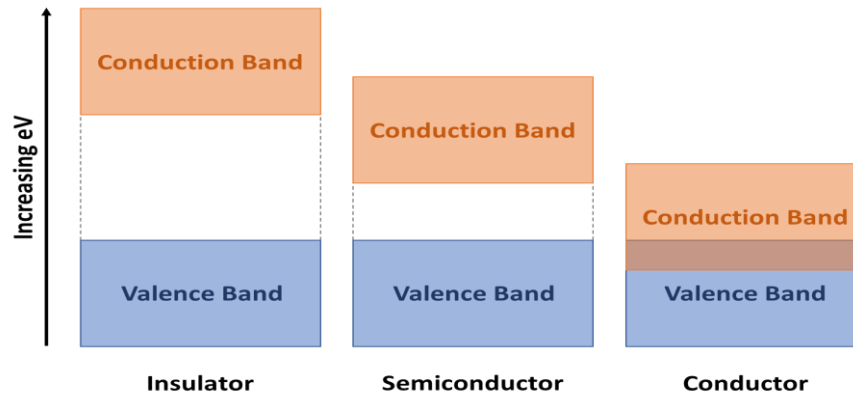 Increasing eV
Conduction Band
Conduction Band
Conduction Band
Valence Band
Valence Band
Valence Band
Insulator
Semiconductor
Conductor